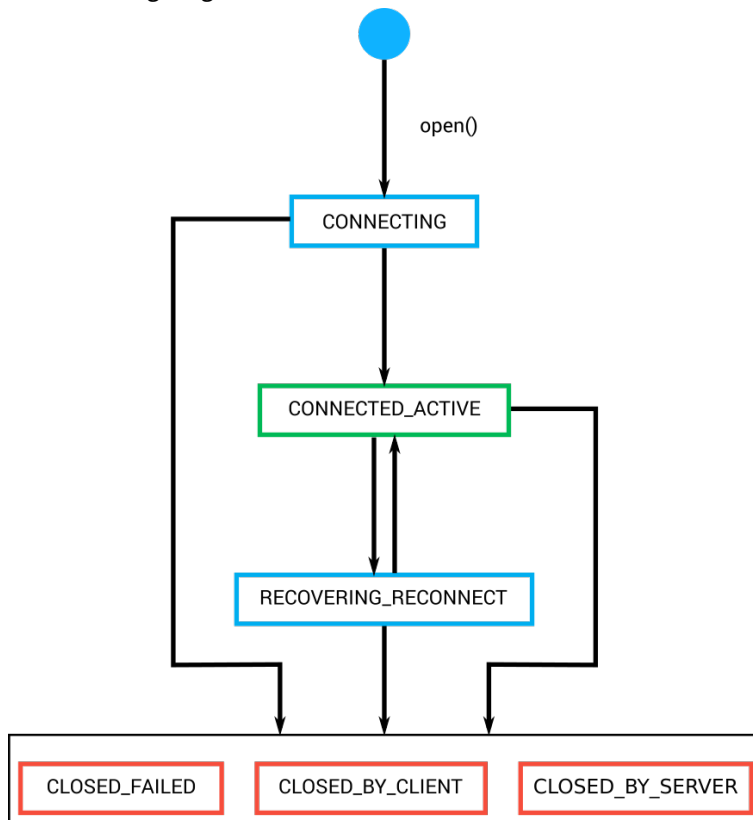 open()
CONNECTING
CONNECTED_ACTIVE
RECOVERING_RECONNECT
CLOSED_FAILED
CLOSED_BY_CLIENT
CLOSED_BY_SERVER